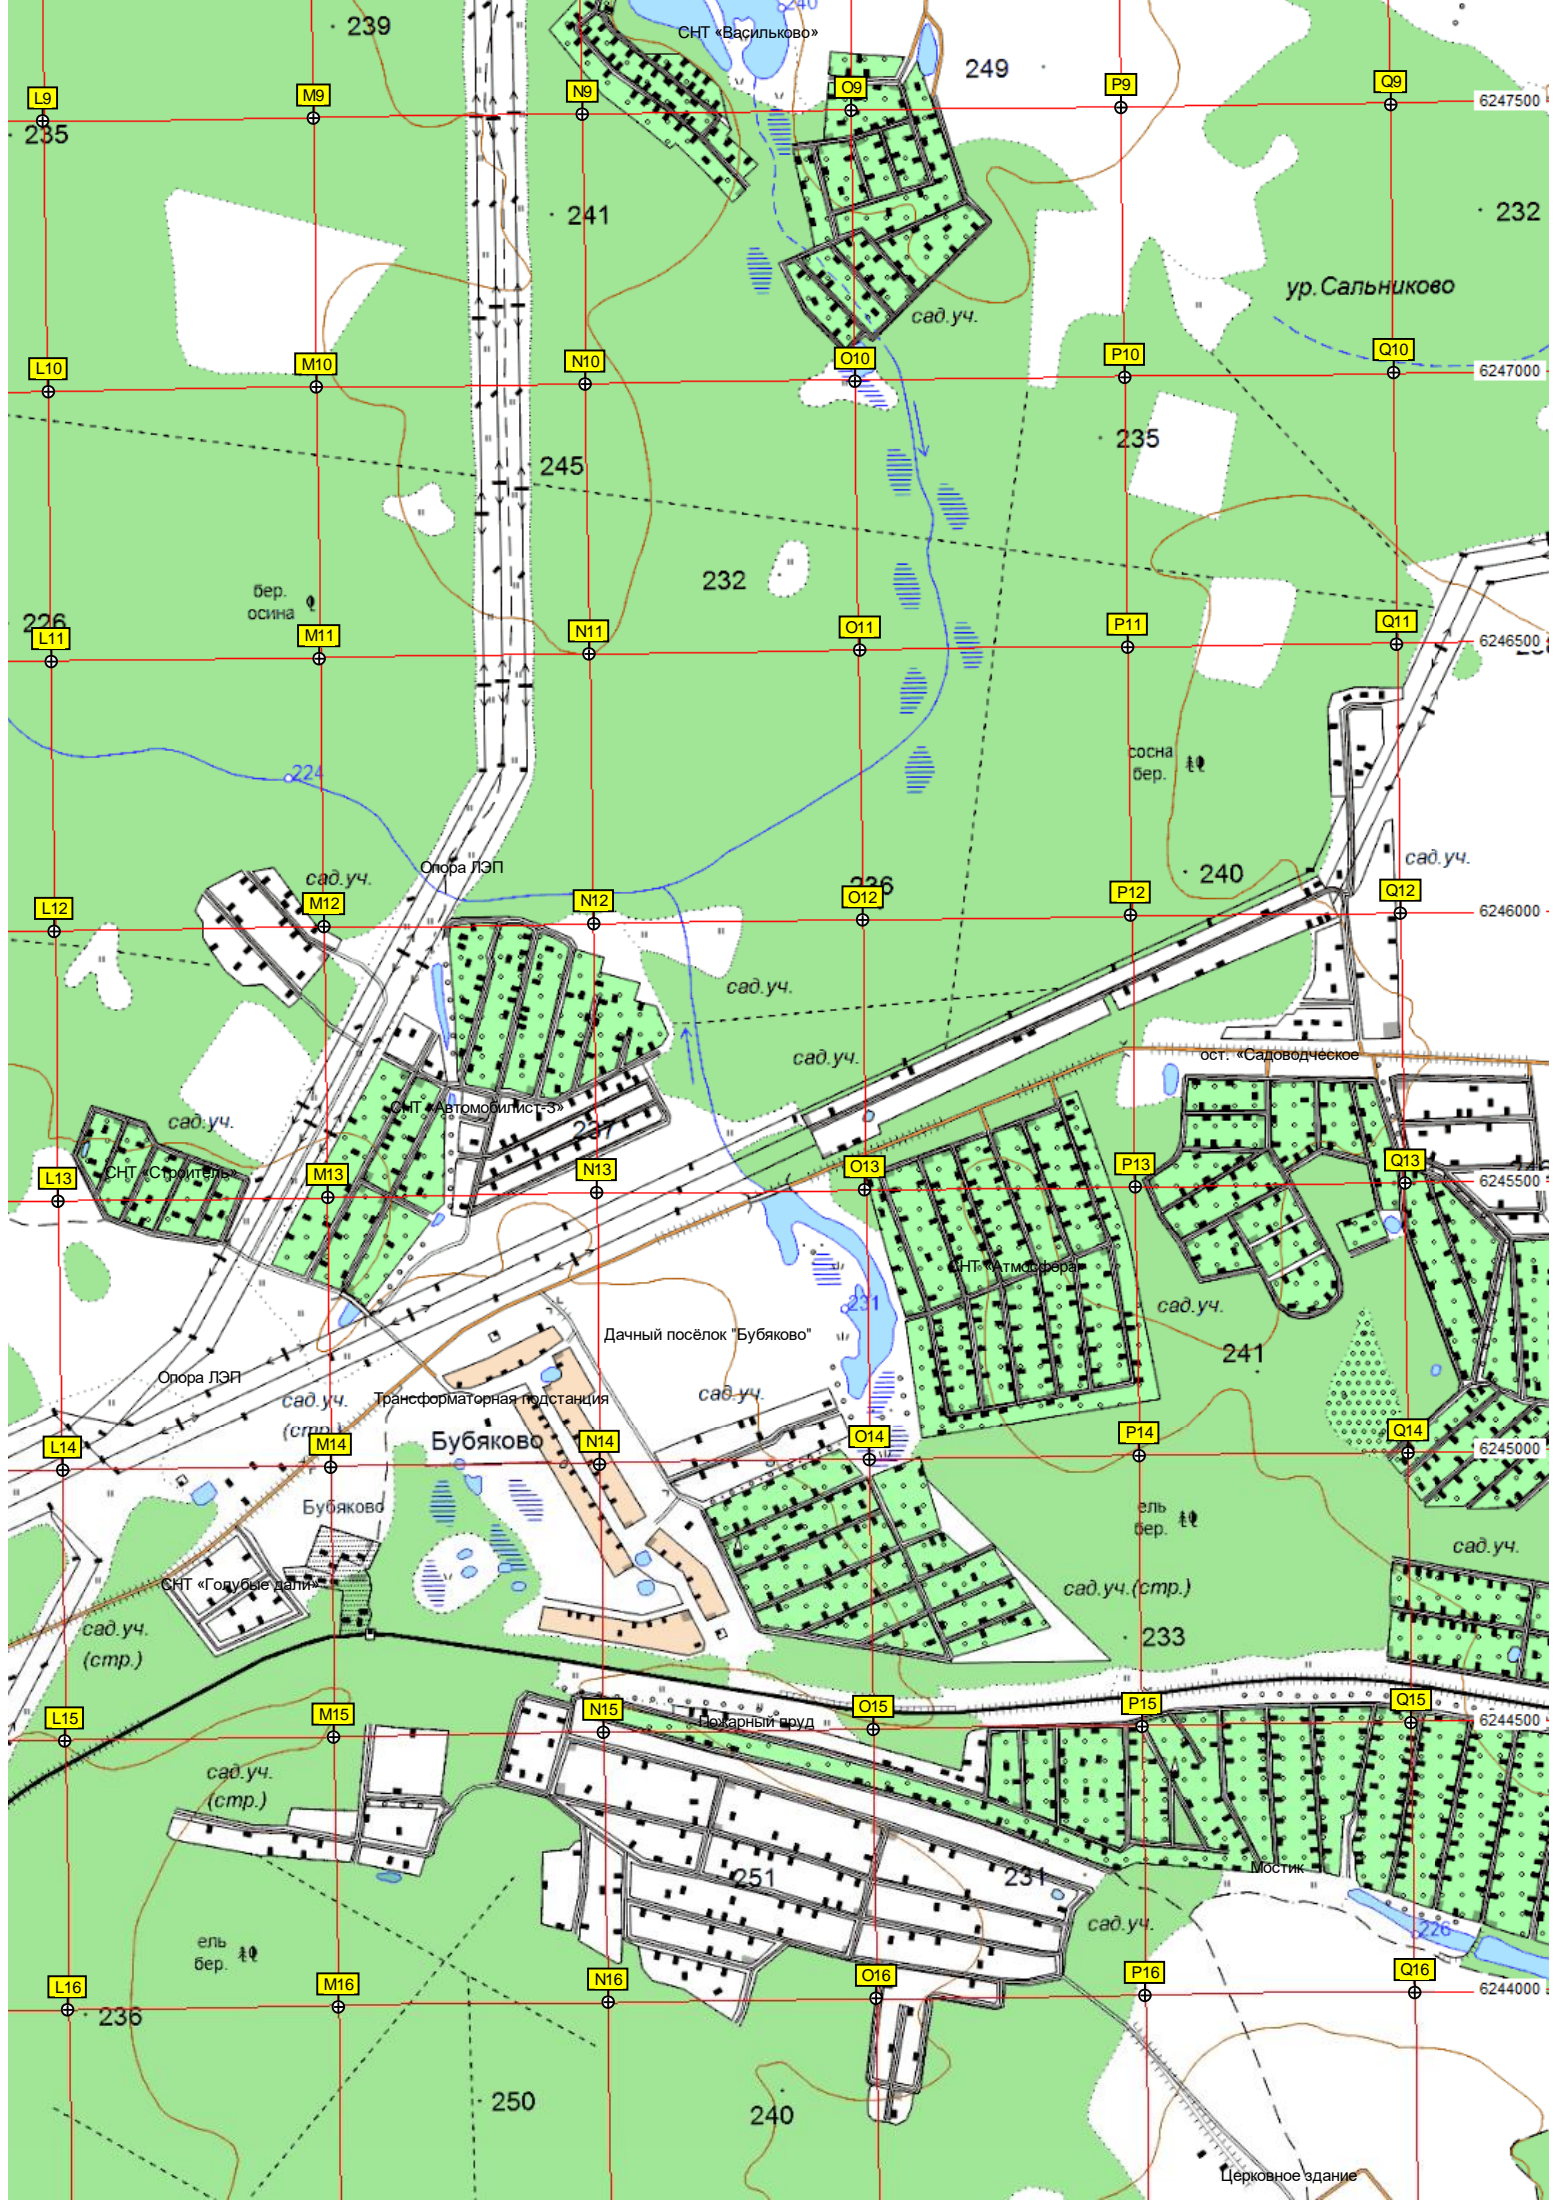 240
239
СНТ «Васильково»
249
L9
M9
N9
O9
P9
Q9
6247500
235
241
232
ур.Сальниково
сад.уч.
L10
M10
N10
O10
P10
Q10
6247000
235
245
232
бер.
осина
226
L11
M11
N11
O11
P11
Q11
6246500
сосна
бер.
224
сад.уч.
Опора ЛЭП
236
240
сад.уч.
L12
M12
N12
O12
P12
Q12
6246000
сад.уч.
сад.уч.
ост. «Садоводческое
СНТ «Автомобилист-3»
237
сад.уч.
СНТ «Строитель»
L13
M13
N13
O13
P13
Q13
6245500
СНТ «Атмосфера
231
сад.уч.
Дачный посёлок "Бубяково"
241
Опора ЛЭП
сад.уч.
(стр.)
Трансформаторная подстанция
сад.уч.
Бубяково
L14
M14
N14
O14
P14
Q14
6245000
Бубяково
ель
бер.
сад.уч.
СНТ «Голубые дали»
сад.уч.(стр.)
сад.уч.
(стр.)
233
L15
M15
N15
O15
P15
Q15
6244500
Пожарный пруд
сад.уч.
(стр.)
251
231
Мостик
сад.уч.
226
ель
бер.
L16
M16
N16
O16
P16
Q16
6244000
236
250
240
Церковное здание